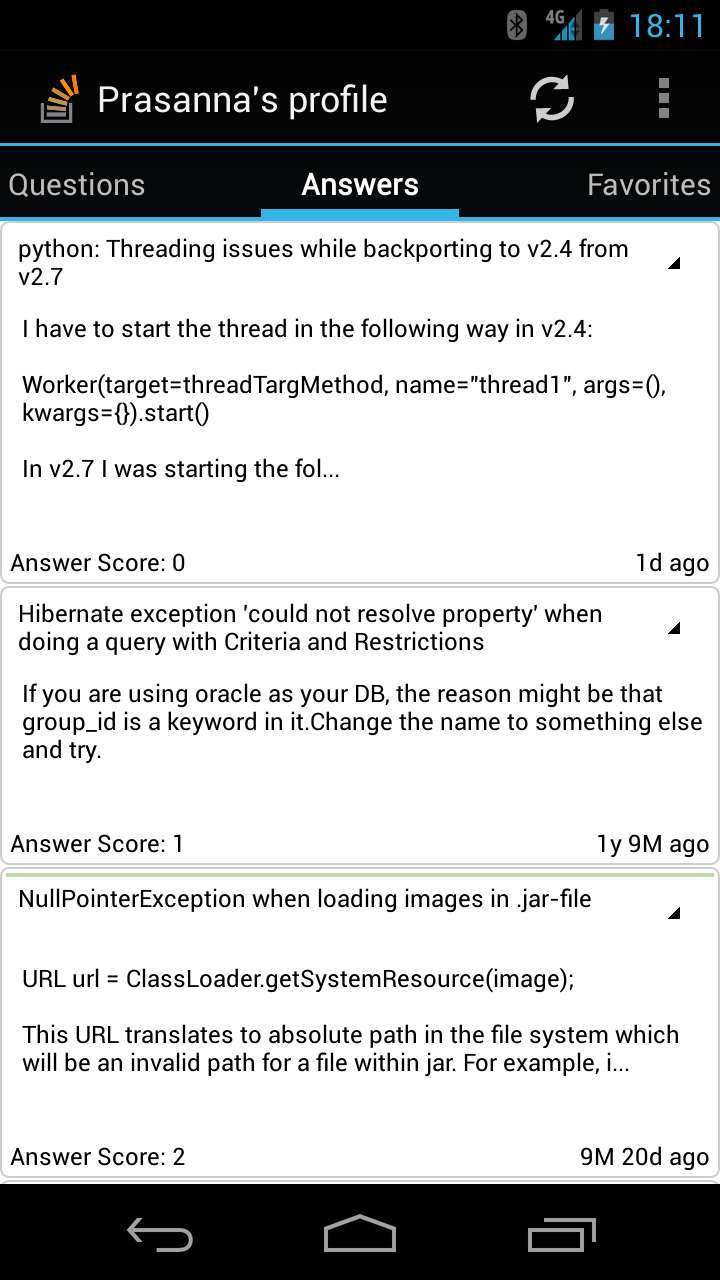 4G 18:11
Prasanna's profile
Questions Answers Favorites
python: Threading issues while backporting to v2.4 from
v2.7
I have to start the thread in the following way in v2.4:
Worker(target=threadTargMethod, name="thread1", args=(),
kwargs={}).start()
In v2.7 I was starting the fol...
Answer Score: 0 1d ago
Hibernate exception 'could not resolve property' when
doing a query with Criteria and Restrictions
If you are using oracle as your DB, the reason might be that
group_id is a keyword in it.Change the name to something else
and try.
Answer Score: 1 1y 9M ago
NullPointerException when loading images in .jar-file
URL url = ClassLoader.getSystemResource(image);
This URL translates to absolute path in the file system which
will be an invalid path for a file within jar. For example, i...
Answer Score: 2 9M 20d ago